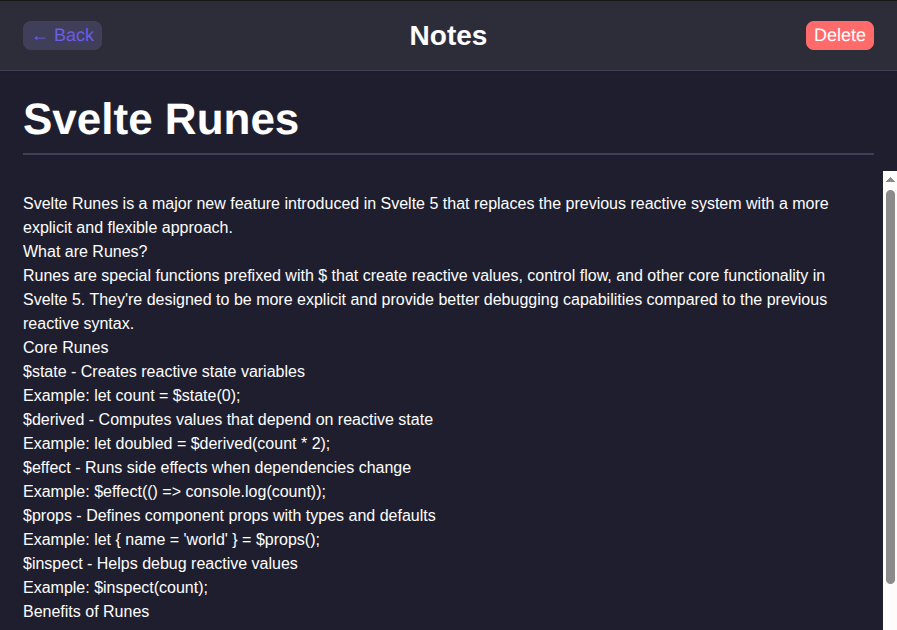 ← Back
Notes
Delete
Svelte Runes
Svelte Runes is a major new feature introduced in Svelte 5 that replaces the previous reactive system with a more
explicit and flexible approach.
What are Runes?
Runes are special functions prefixed with $ that create reactive values, control flow, and other core functionality in
Svelte 5. They're designed to be more explicit and provide better debugging capabilities compared to the previous
reactive syntax.
Core Runes
$state - Creates reactive state variables
Example: let count = $state(0);
$derived - Computes values that depend on reactive state
Example: let doubled = $derived(count * 2);
$effect - Runs side effects when dependencies change
Example: $effect(() => console.log(count));
$props - Defines component props with types and defaults
Example: let { name = 'world' } = $props();
$inspect - Helps debug reactive values
Example: $inspect(count);
Benefits of Runes